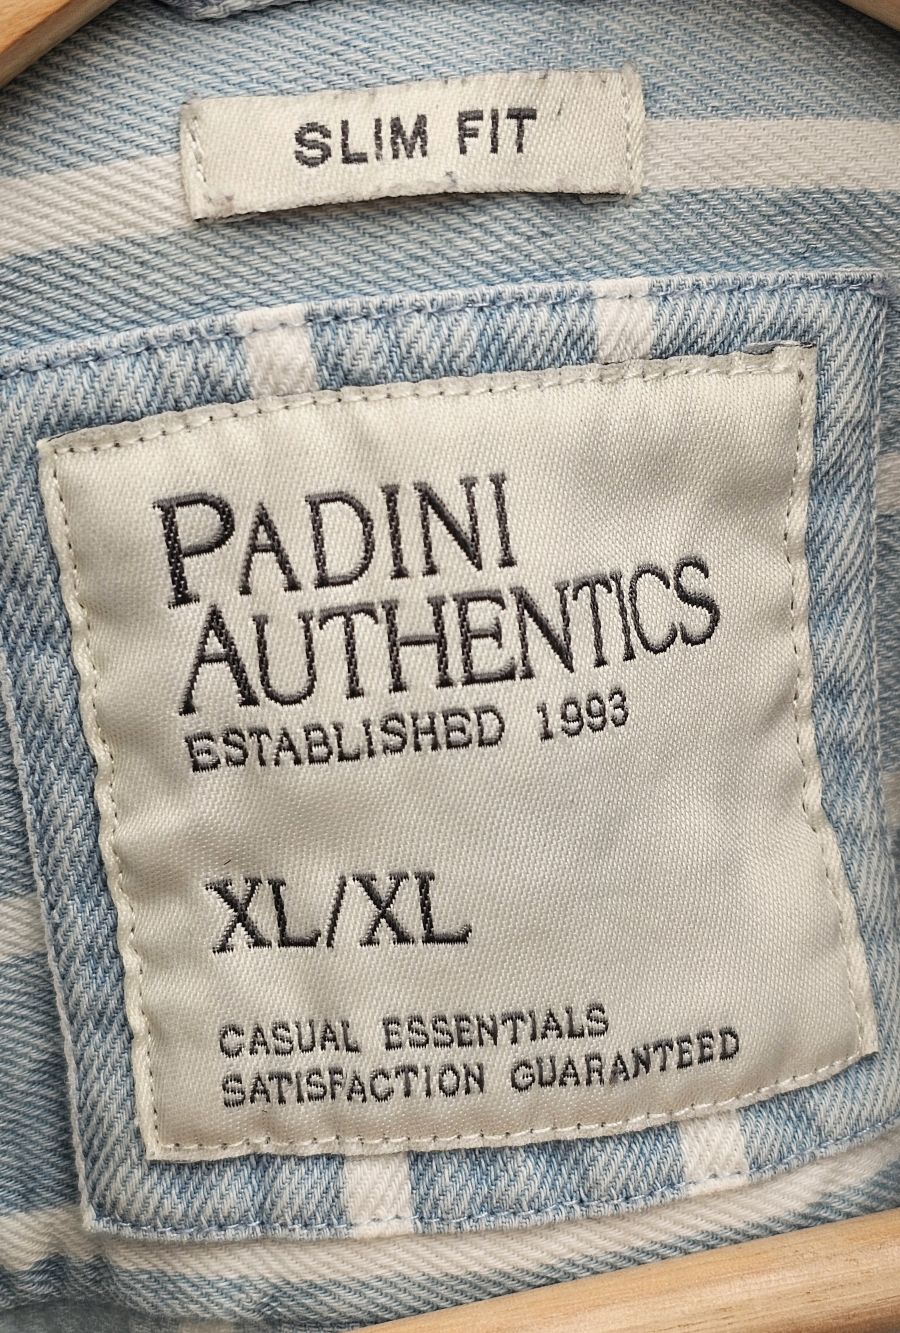 SLIM FIT
PADINI
AUTHENTICS
ESTABLISHED 1993
XL/XL
CASUAL ESSENTIALS
SATISFACTION GUARANTEED